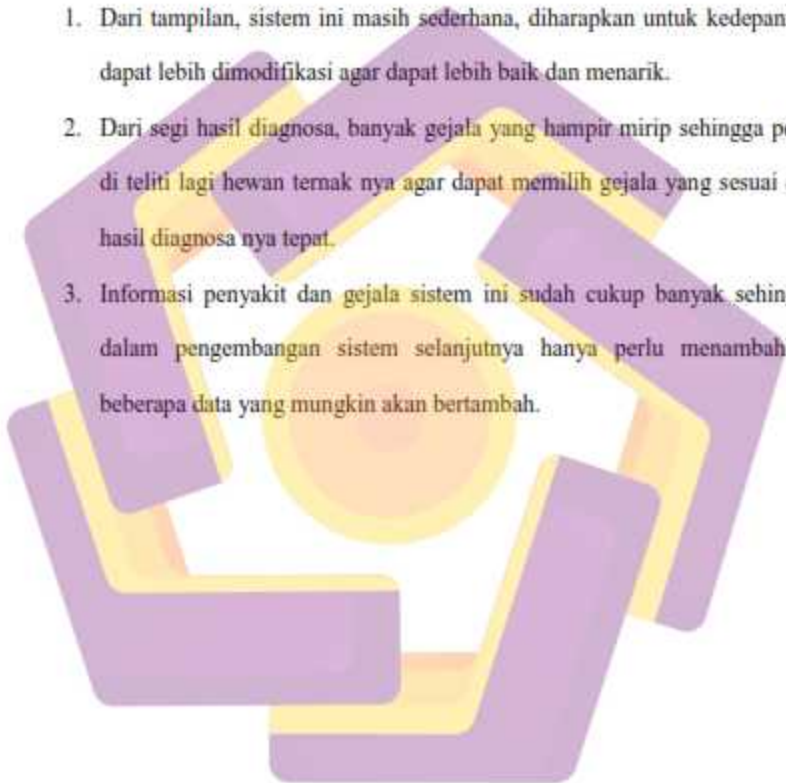 1. Dari tampilan, sistem ini masih sederhana, diharapkan untuk kedepan
dapat lebih dimodifikasi agar dapat lebih baik dan menarik.
2. Dari segi hasil diagnosa, banyak gejala yang hampir mirip sehingga
di teliti lagi hewan ternak nya agar dapat memilih gejala yang sesuai
hasil diagnosa nya tepat.
3. Informasi penyakit dan gejala sistem ini sudah cukup banyak
dalam pengembangan sistem selanjutnya hanya perlu
beberapa data yang mungkin akan bertambah.